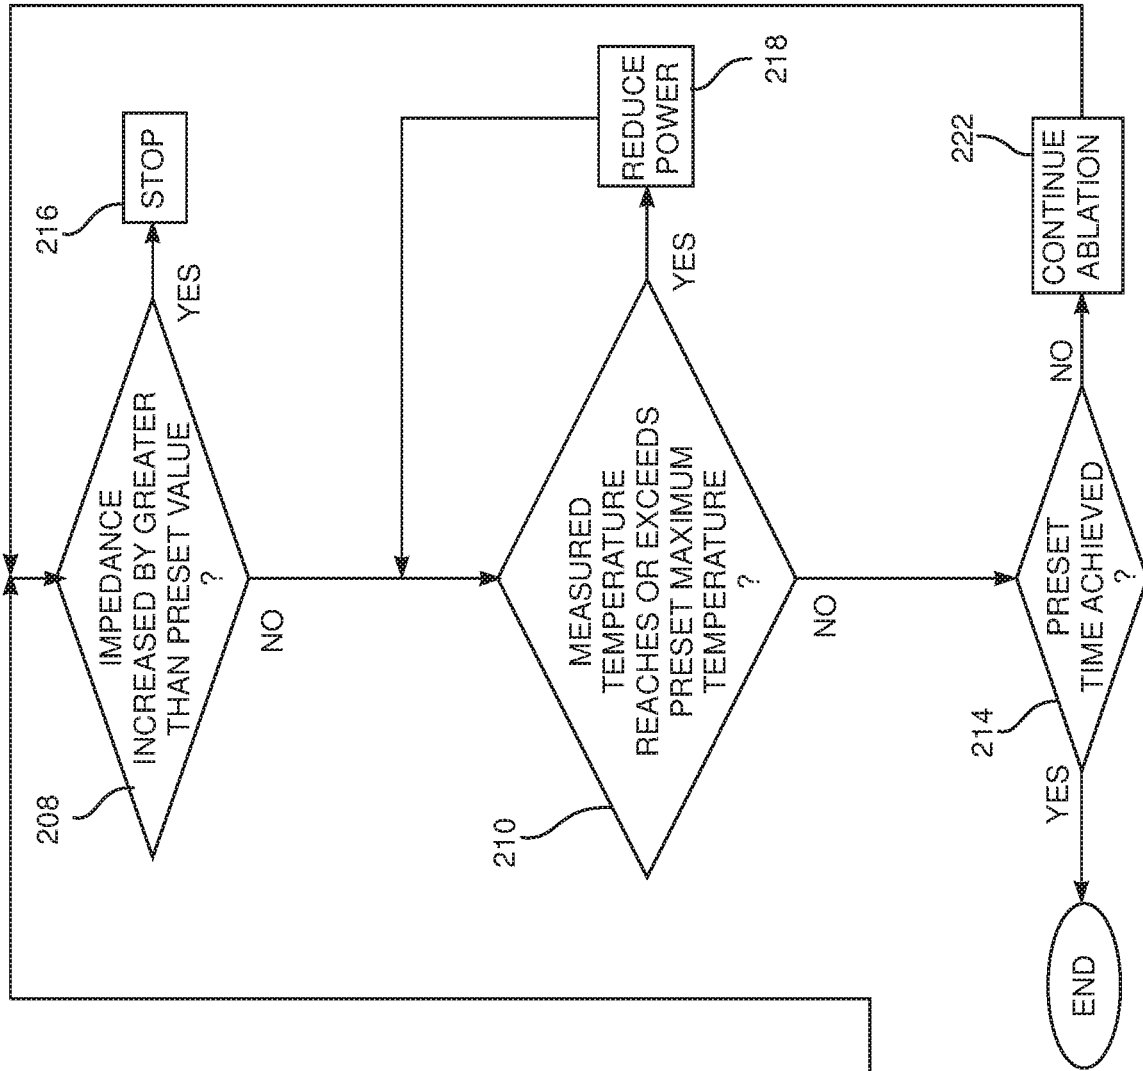 208
IMPEDANCE
INCREASED BY GREATER
THAN PRESET VALUE
?
YES
216
STOP
NO
210
MEASURED
TEMPERATURE
REACHES OR EXCEEDS
PRESET MAXIMUM
TEMPERATURE
?
YES
REDUCE
POWER
218
NO
214
PRESET
TIME ACHIEVED
?
YES
END
NO
222
CONTINUE
ABLATION